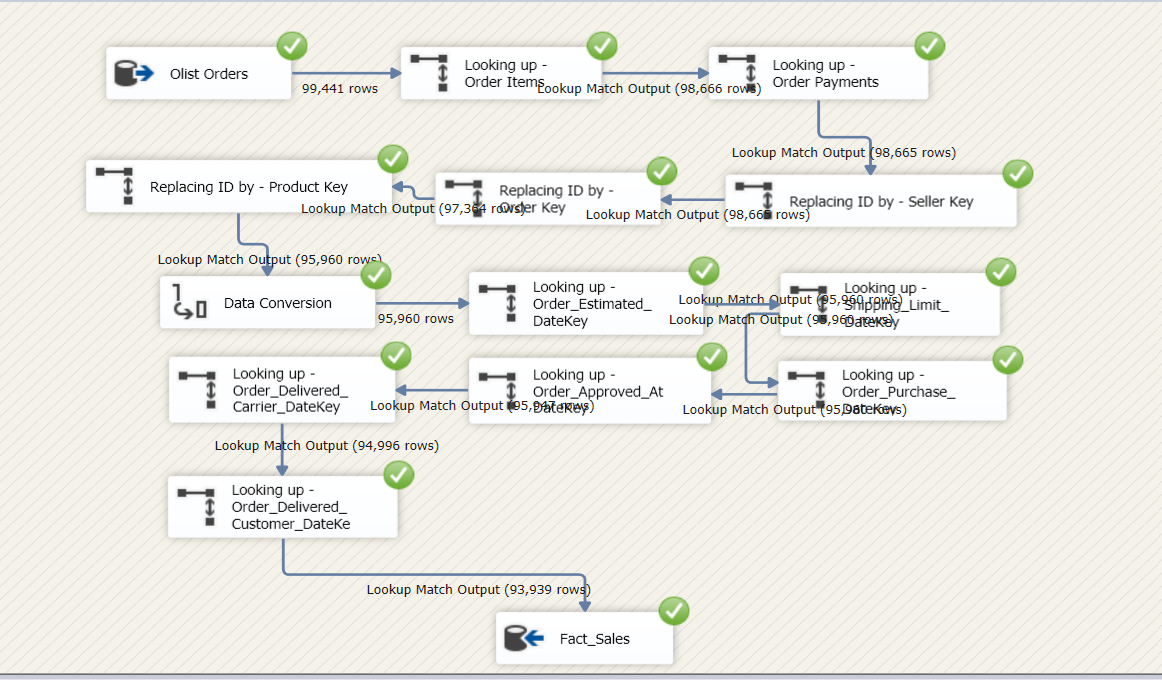 Olist Orders
99,441 rows
Looking up -
Order Items
Lookup Match Output (98,666 rows)
Looking up -
Order Payments
Lookup Match Output (98,665 rows)
Replacing ID by - Seller Key
Lookup Match Output (98,665 rows)
Replacing ID by -
Order Key
Lookup Match Output (97,364 rows)
Replacing ID by - Product Key
Lookup Match Output (95,960 rows)
Data Conversion
95,960 rows
Looking up -
Order_Estimated_
DateKey
Lookup Match Output (95,960 rows)
Looking up -
Shipping_Limit_
DateKey
Lookup Match Output (95,960 rows)
Looking up -
Order_Purchase_
DateKey
Lookup Match Output (95,960 rows)
Looking up -
Order_Approved_At
DateKey
Lookup Match Output (95,947 rows)
Looking up -
Order_Delivered_
Carrier_DateKey
Lookup Match Output (94,996 rows)
Looking up -
Order_Delivered_
Customer_DateKe
Lookup Match Output (93,939 rows)
Fact_Sales